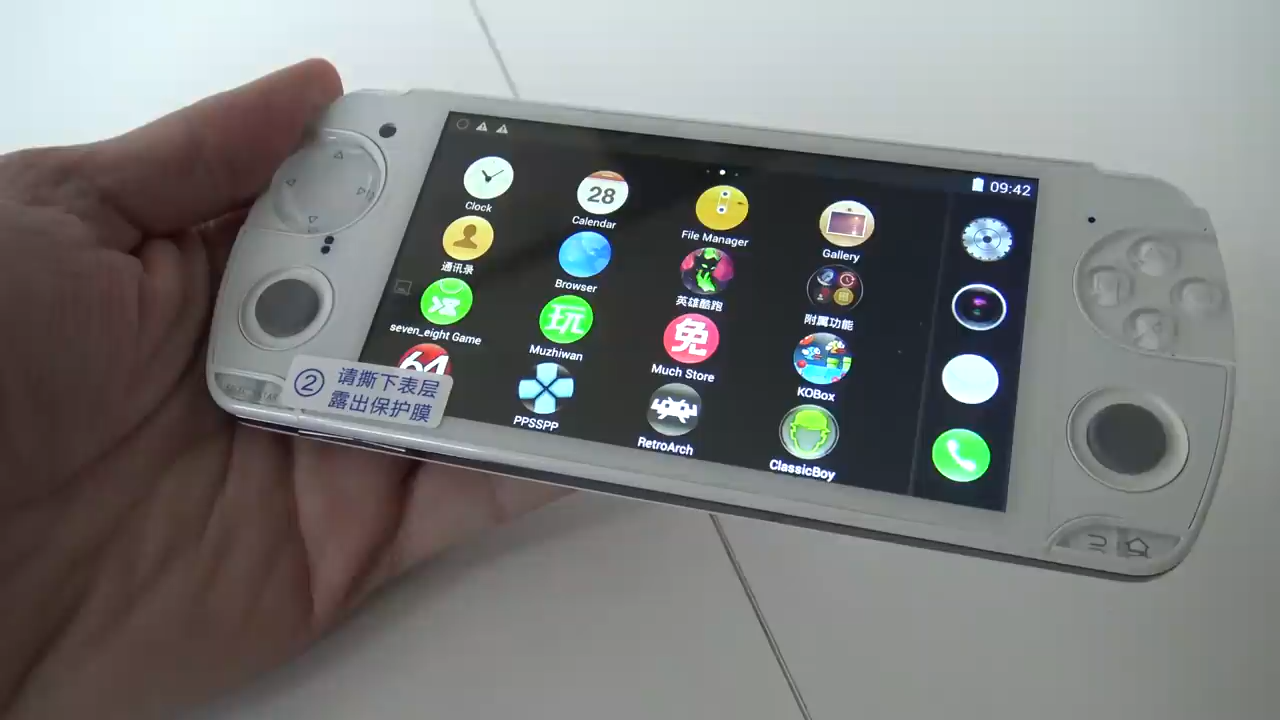 09:42
Clock
28
Calendar
File Manager
Gallery
通讯录
Browser
英雄酷跑
附属功能
seven_eight Game
玩
Muzhiwan
免
Much Store
KOBox
64
PPSSPP
RetroArch
ClassicBoy
② 请撕下表层
露出保护膜